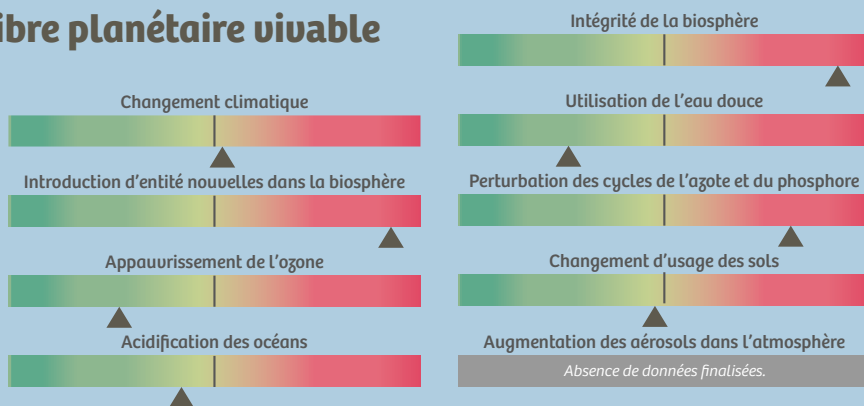 ibre planétaire vivable
Changement climatique
Introduction d'entité nouvelles dans la biosphère
Appauvrissement de l'ozone
Acidification des océans
Intégrité de la biosphère
Utilisation de l'eau douce
Perturbation des cycles de l'azote et du phosphore
Changement d'usage des sols
Augmentation des aérosols dans l'atmosphère
Absence de données finalisées.